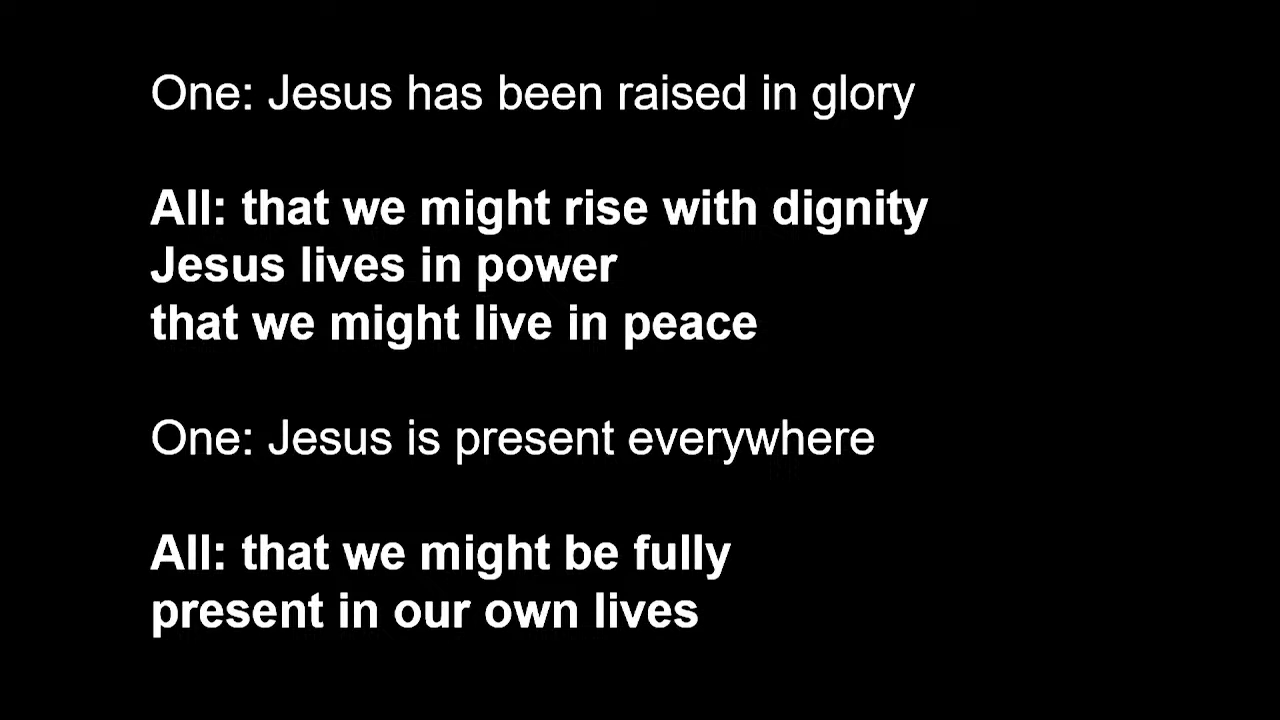 One: Jesus has been raised in glory
All: that we might rise with dignity
Jesus lives in power
that we might live in peace
One: Jesus is present everywhere
All: that we might be fully
present in our own lives